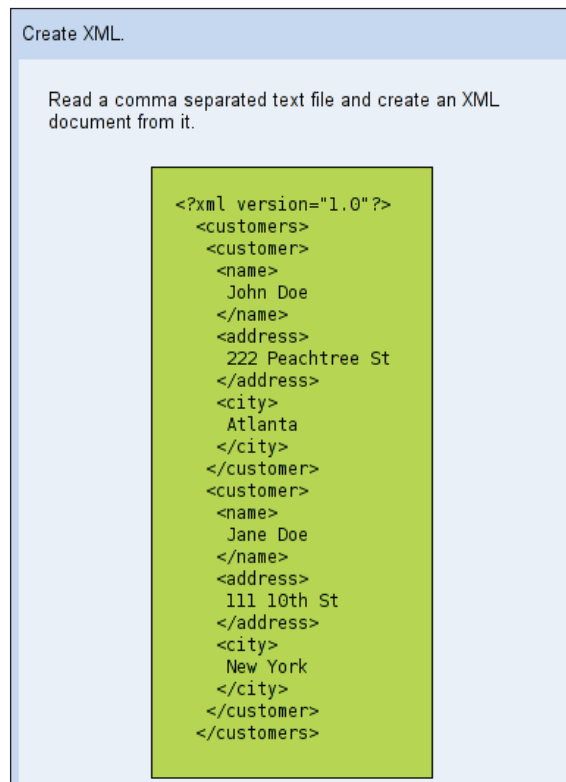 Create XML.
Read a comma separated text file and create an XML
document from it.
<?xml version="1.0"?>
<customers>
<customer>
<name>
John Doe
</name>
<address>
222 Peachtree St
</address>
<city>
Atlanta
</city>
</customer>
<customer>
<name>
Jane Doe
</name>
<address>
111 10th St
</address>
<city>
New York
</city>
</customer>
</customers>